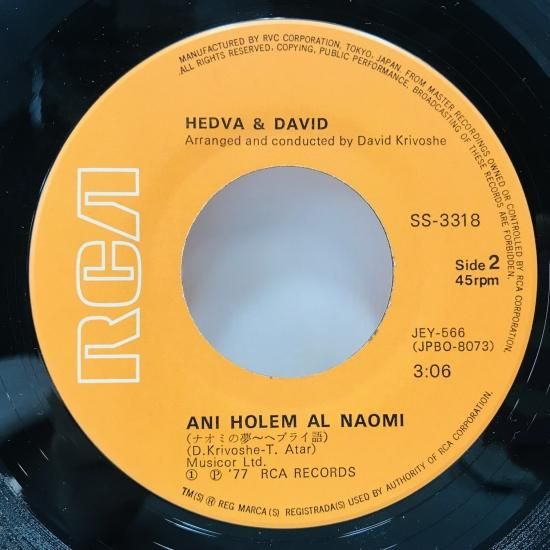 MANUFACTURED BY RVC CORPORATION, TOKYO, JAPAN, FROM MASTER RECORDINGS OWNED OR CONTROLLED BY RCA CORPORATION.
ALL RIGHTS RESERVED. COPYING, PUBLIC PERFORMANCE, BROADCASTING OF THESE RECORDS ARE FORBIDDEN.
HEDVA & DAVID
Arranged and conducted by David Krivoshe
RCA
SS-3318
Side 2
45rpm
JEY-566
(JPBO-8073)
3:06
ANI HOLEM AL NAOMI
(ナオミの夢〜ヘブライ語)
(D.Krivoshe-T. Atar)
Musicor Ltd.
① Ⓟ '77 RCA RECORDS
TM(S) ® REG MARCA(S) REGISTRADA(S) USED BY AUTHORITY OF RCA CORPORATION